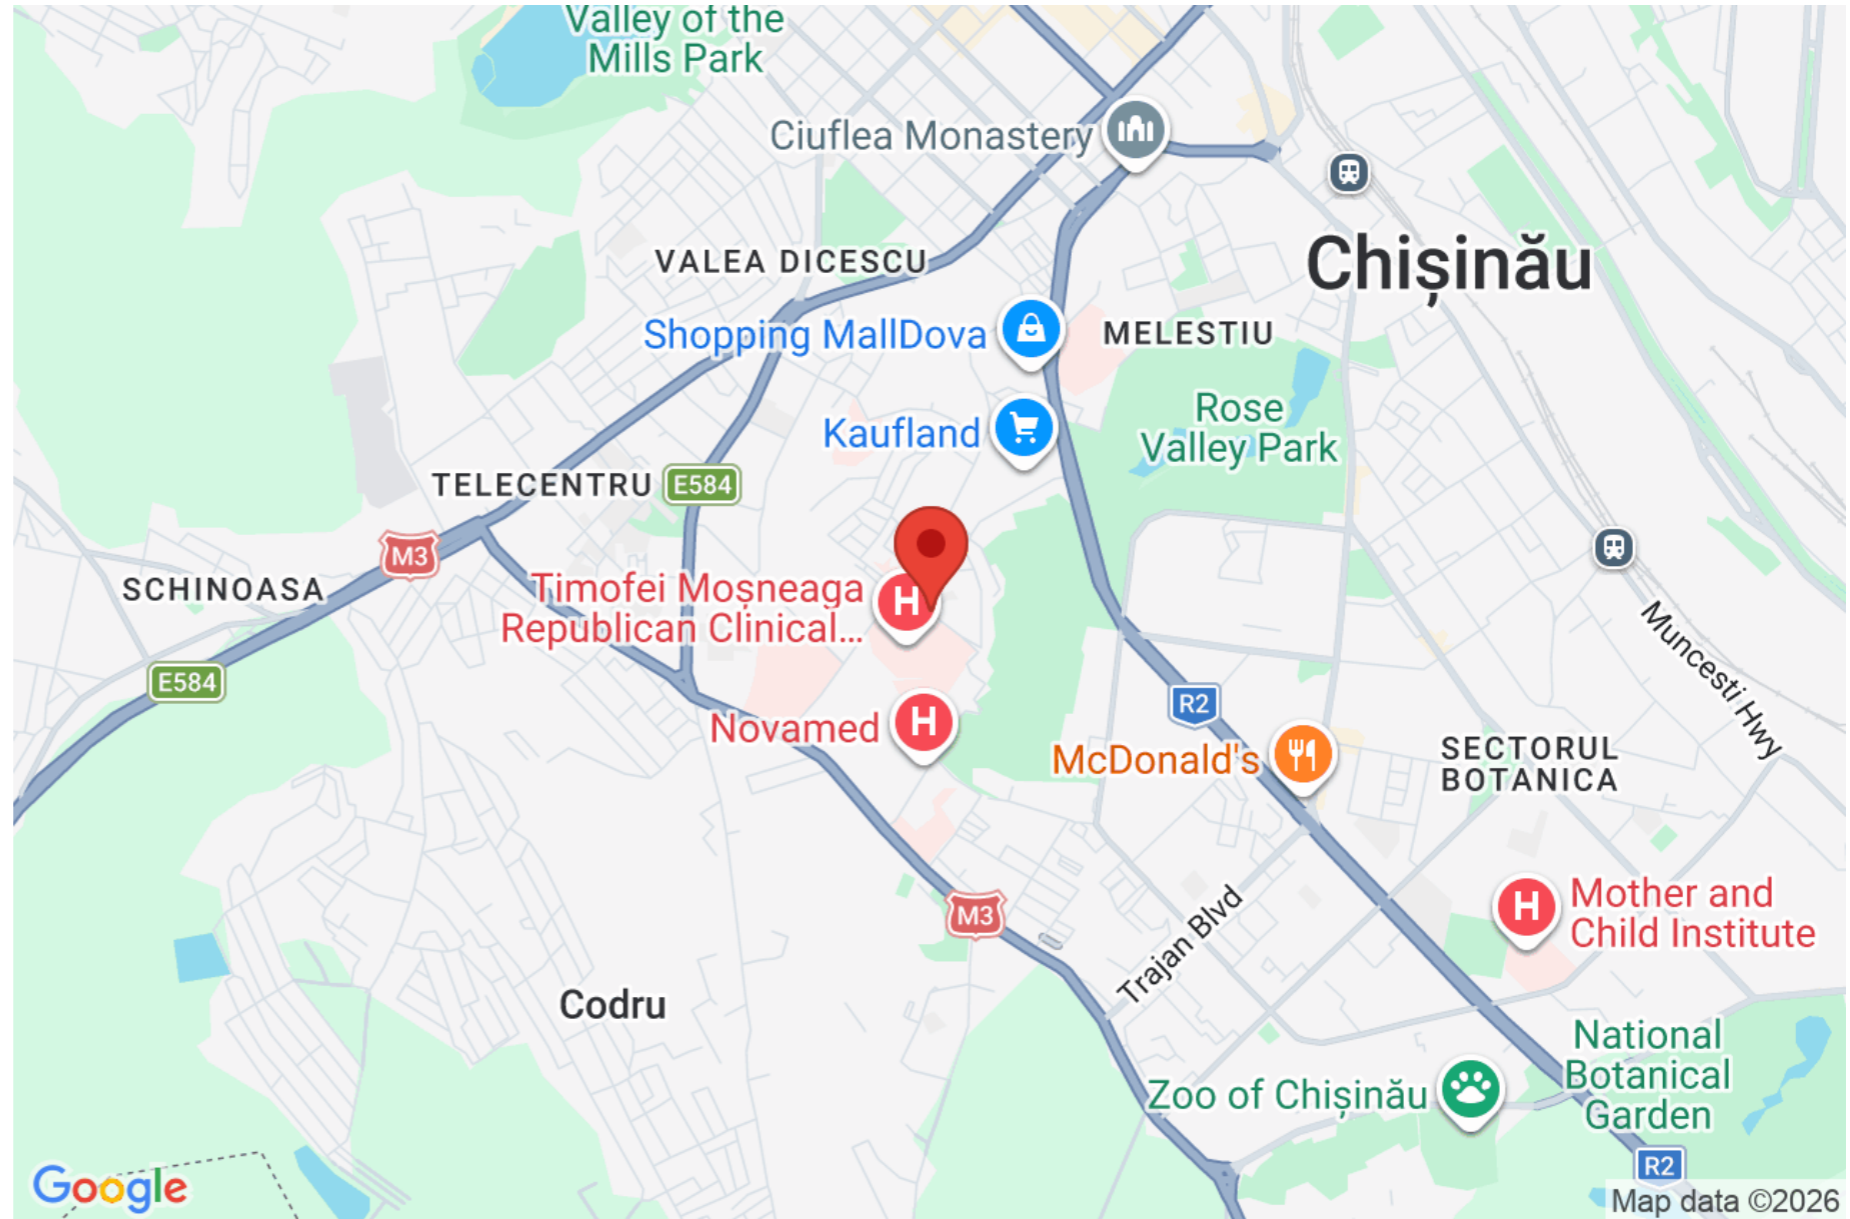 Valley of the
Mills Park
Ciuflea Monastery
VALEA DICESCU
Chișinău
Shopping MallDova
MELESTIU
Rose
Valley Park
Kaufland
TELECENTRU
E584
M3
SCHINOASA
Timofei Moșneaga
Republican Clinical...
H
Muncesti Hwy
E584
R2
Novamed
H
McDonald's
SECTORUL
BOTANICA
Mother and
Child Institute
H
M3
Trajan Blvd
Codru
National
Botanical
Garden
Zoo of Chișinău
R2
Google
Map data ©2026